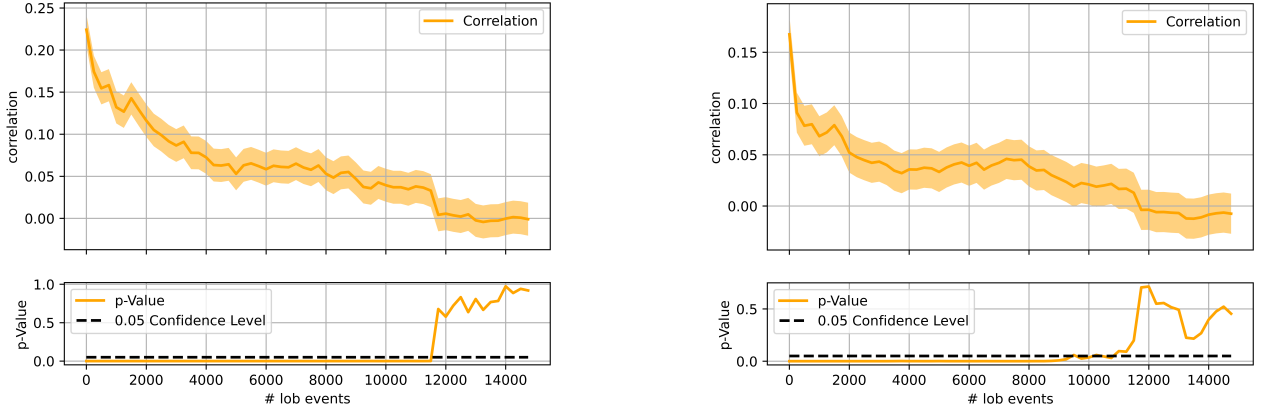 0.25
0.20
0.15
0.10
0.05
0.00
correlation
Correlation
1.0
0.5
0.0
p-Value
p-Value
0.05 Confidence Level
0 2000 4000 6000 8000 10000 12000 14000
# lob events
0.15
0.10
0.05
0.00
correlation
Correlation
0.5
0.0
p-Value
p-Value
0.05 Confidence Level
0 2000 4000 6000 8000 10000 12000 14000
# lob events